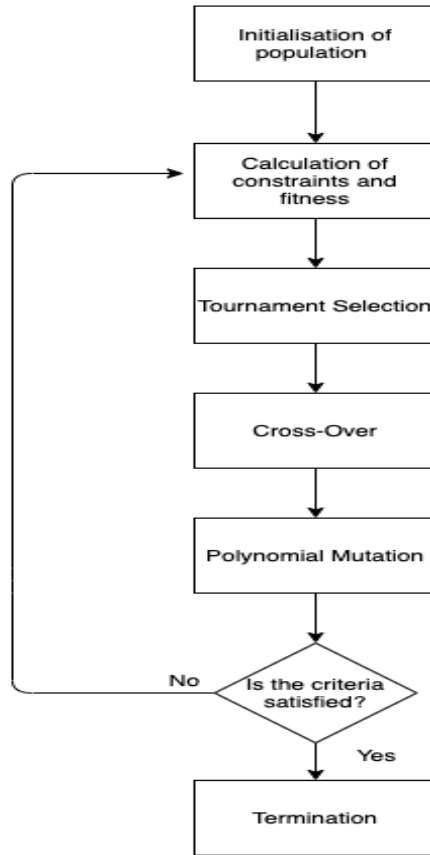 Initialisation of
population
Calculation of
constraints and
fitness
Tournament Selection
Cross-Over
Polynomial Mutation
Is the criteria
satisfied?
No
Yes
Termination